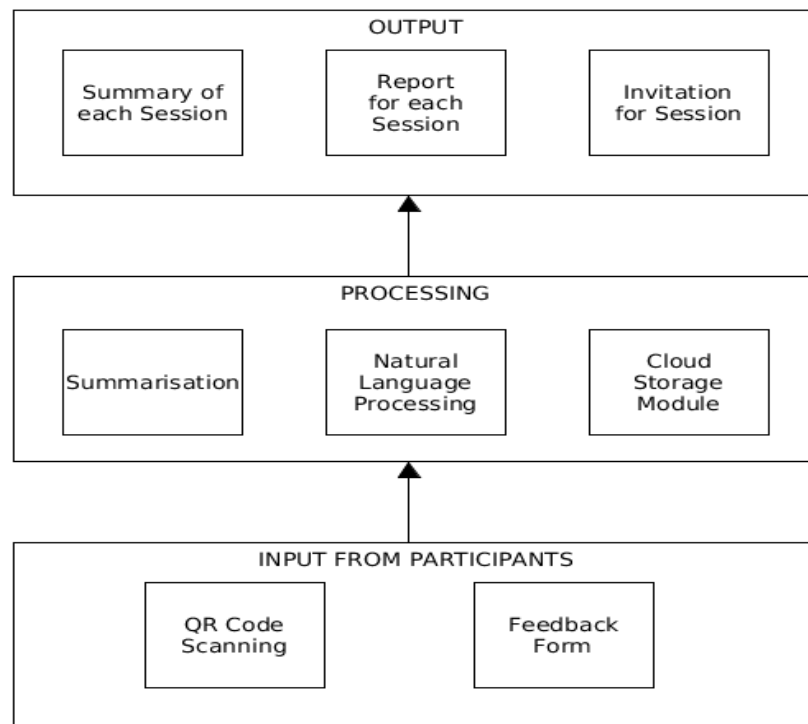 OUTPUT
Summary of
each Session
Report
for each
Session
Invitation
for Session
PROCESSING
Summarisation
Natural
Language
Processing
Cloud
Storage
Module
INPUT FROM PARTICIPANTS
QR Code
Scanning
Feedback
Form